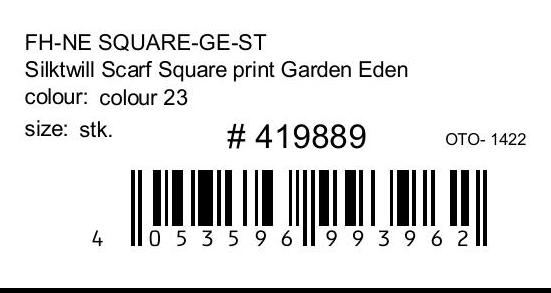 FH-NE SQUARE-GE-ST
Silktwill Scarf Square print Garden Eden
colour: colour 23
size: stk.
# 419889
OTO- 1422
4 053596 993962